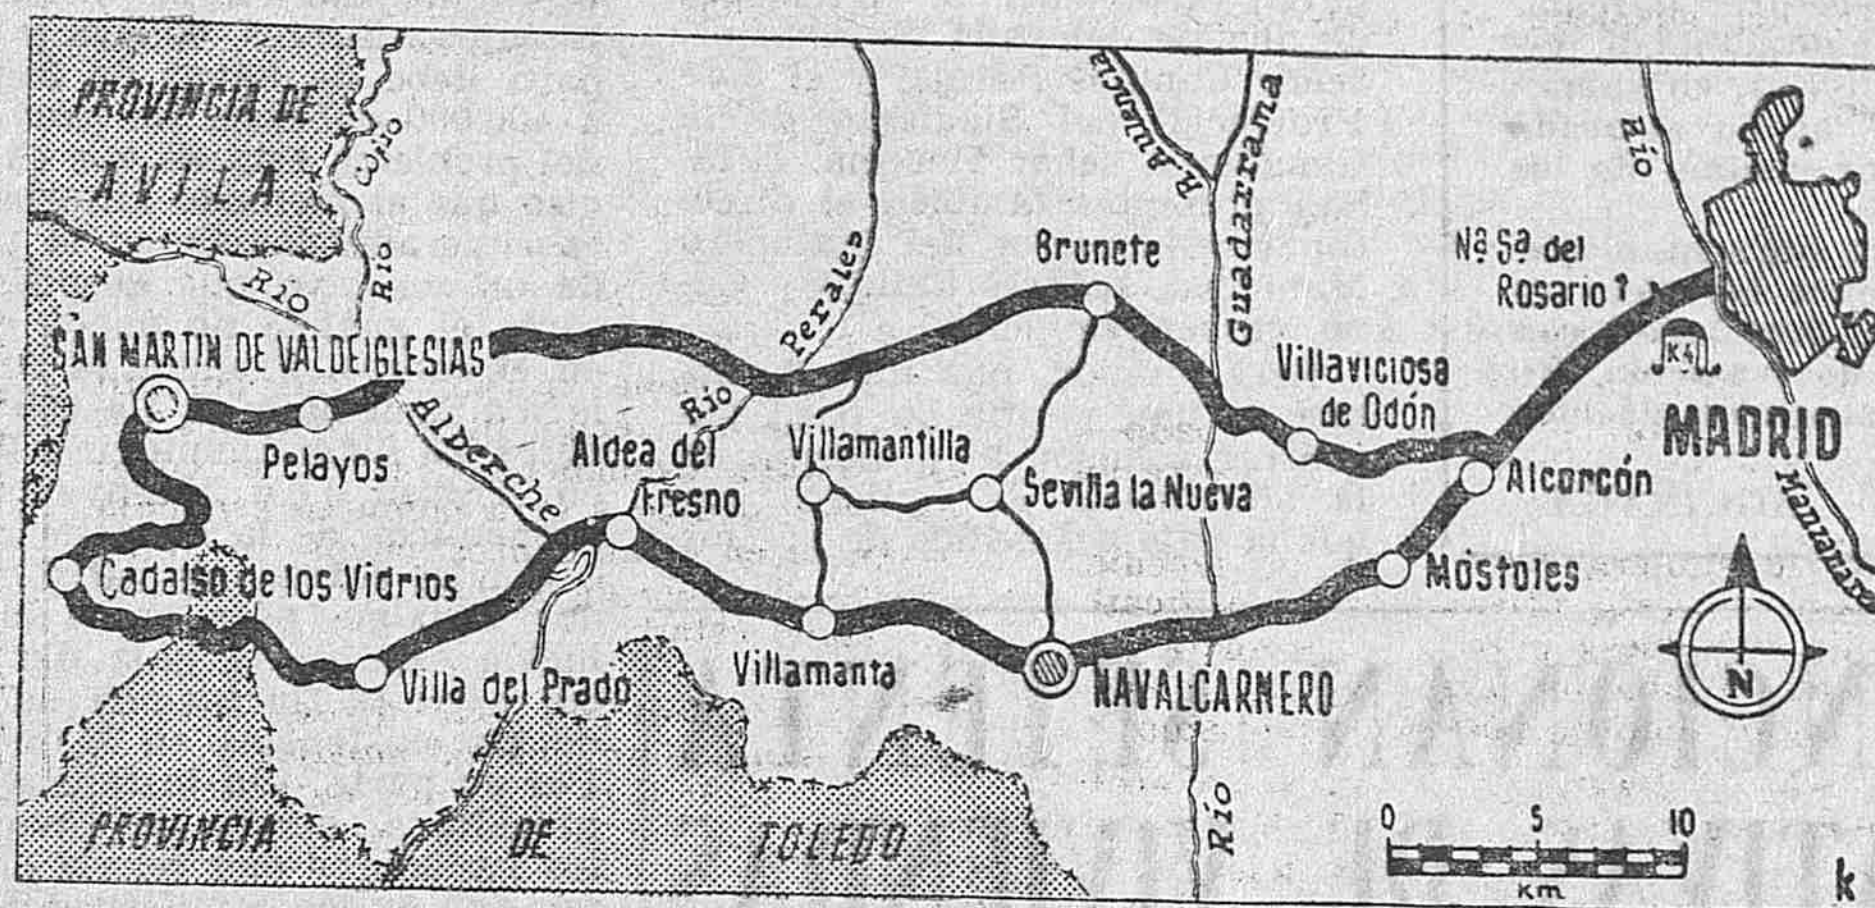 PROVINCIA DE
AVILA
Río
Cofio
Río
SAN MARTIN DE VALDEIGLESIAS
Pelayos
Alberche
Cadalso de los Vidrios
Villa del Prado
Aldea del
Fresno
Río
Perales
Villamantilla
Villamanta
Brunete
Sevilla la Nueva
NAVALCARNERO
R. Aulencia
Guadarrama
Río
Villaviciosa
de Odón
Nª Sª del
Rosario
Río
K4
MADRID
Manzanare
Alcorcón
Móstoles
N
PROVINCIA
DE
TOLEDO
0 5 10
Km
k